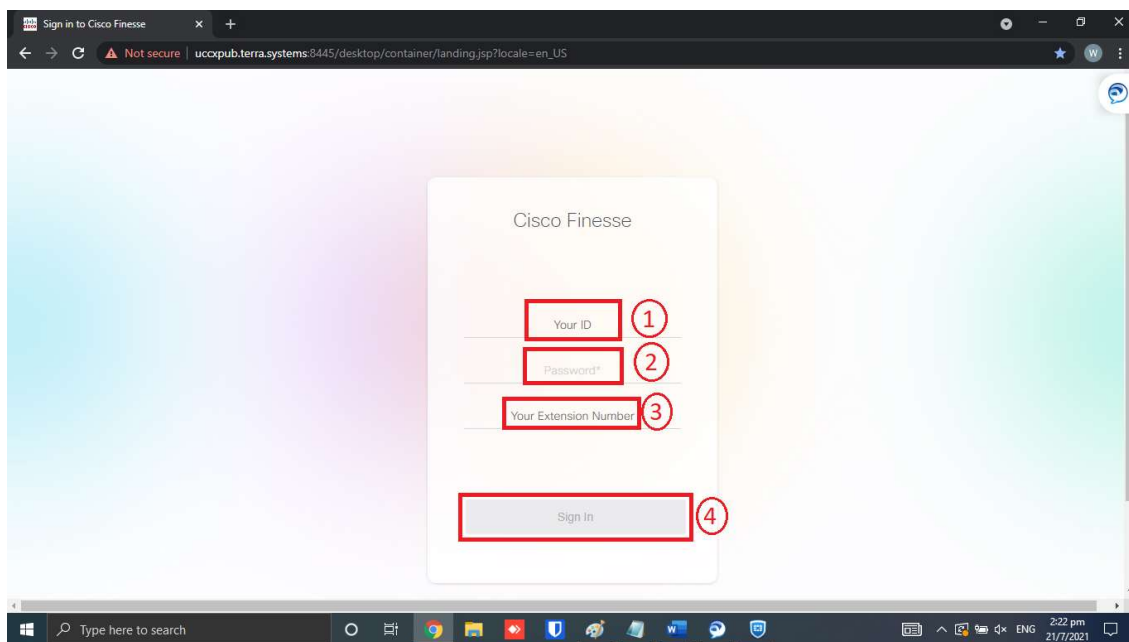 Sign in to Cisco Finesse
Not secure uccxpub.terra.systems:8445/desktop/container/landing.jsp?locale=en_US
W
Cisco Finesse
Your ID 1
Password* 2
Your Extension Number 3
Sign In 4
Type here to search
ENG
2:22 pm
21/7/2021